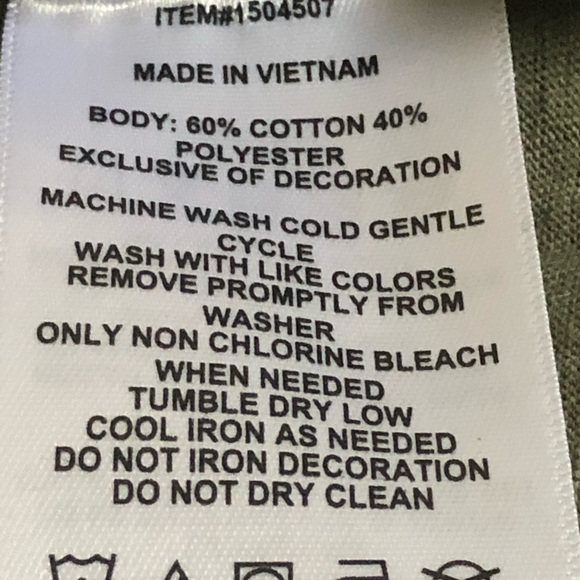 ITEM#1504507
MADE IN VIETNAM
BODY: 60% COTTON 40%
POLYESTER
EXCLUSIVE OF DECORATION
MACHINE WASH COLD GENTLE
CYCLE
WASH WITH LIKE COLORS
REMOVE PROMPTLY FROM
WASHER
ONLY NON CHLORINE BLEACH
WHEN NEEDED
TUMBLE DRY LOW
COOL IRON AS NEEDED
DO NOT IRON DECORATION
DO NOT DRY CLEAN